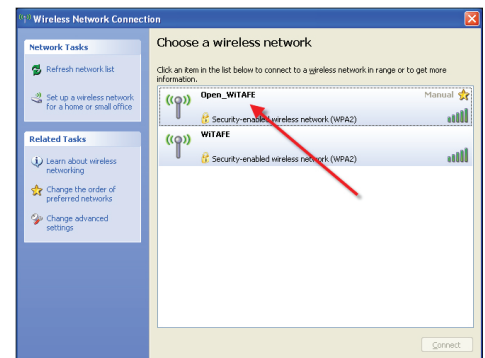 Wireless Network Connection
Network Tasks
Refresh network list
Set up a wireless network
for a home or small office
Related Tasks
Learn about wireless
networking
Change the order of
preferred networks
Change advanced
settings
Choose a wireless network
Click an item in the list below to connect to a wireless network in range or to get more
information.
Open_WiTAFE
Manual
Security-enabled wireless network (WPA2)
WiTAFE
Security-enabled wireless network (WPA2)
Connect